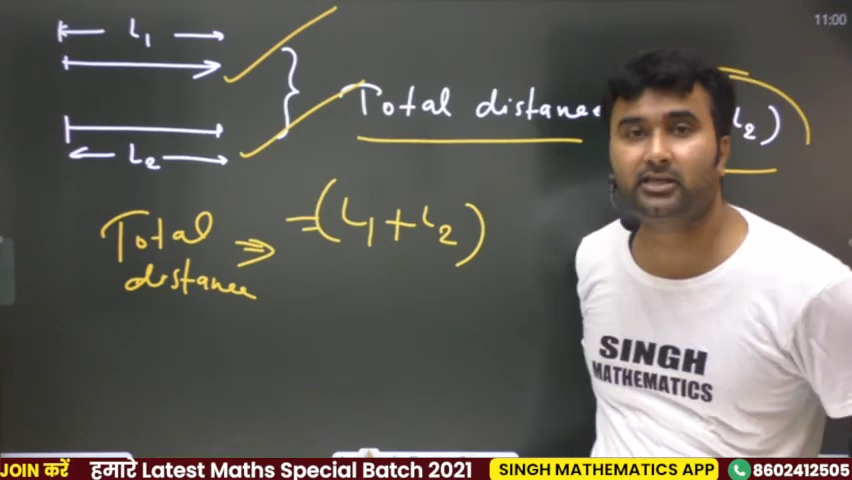 11:00
L1
Total distance L2)
L2
Total
distance
⇒ =(L1+L2)
SINGH
MATHEMATICS
JOIN करें हमारे Latest Maths Special Batch 2021 SINGH MATHEMATICS APP 8602412505